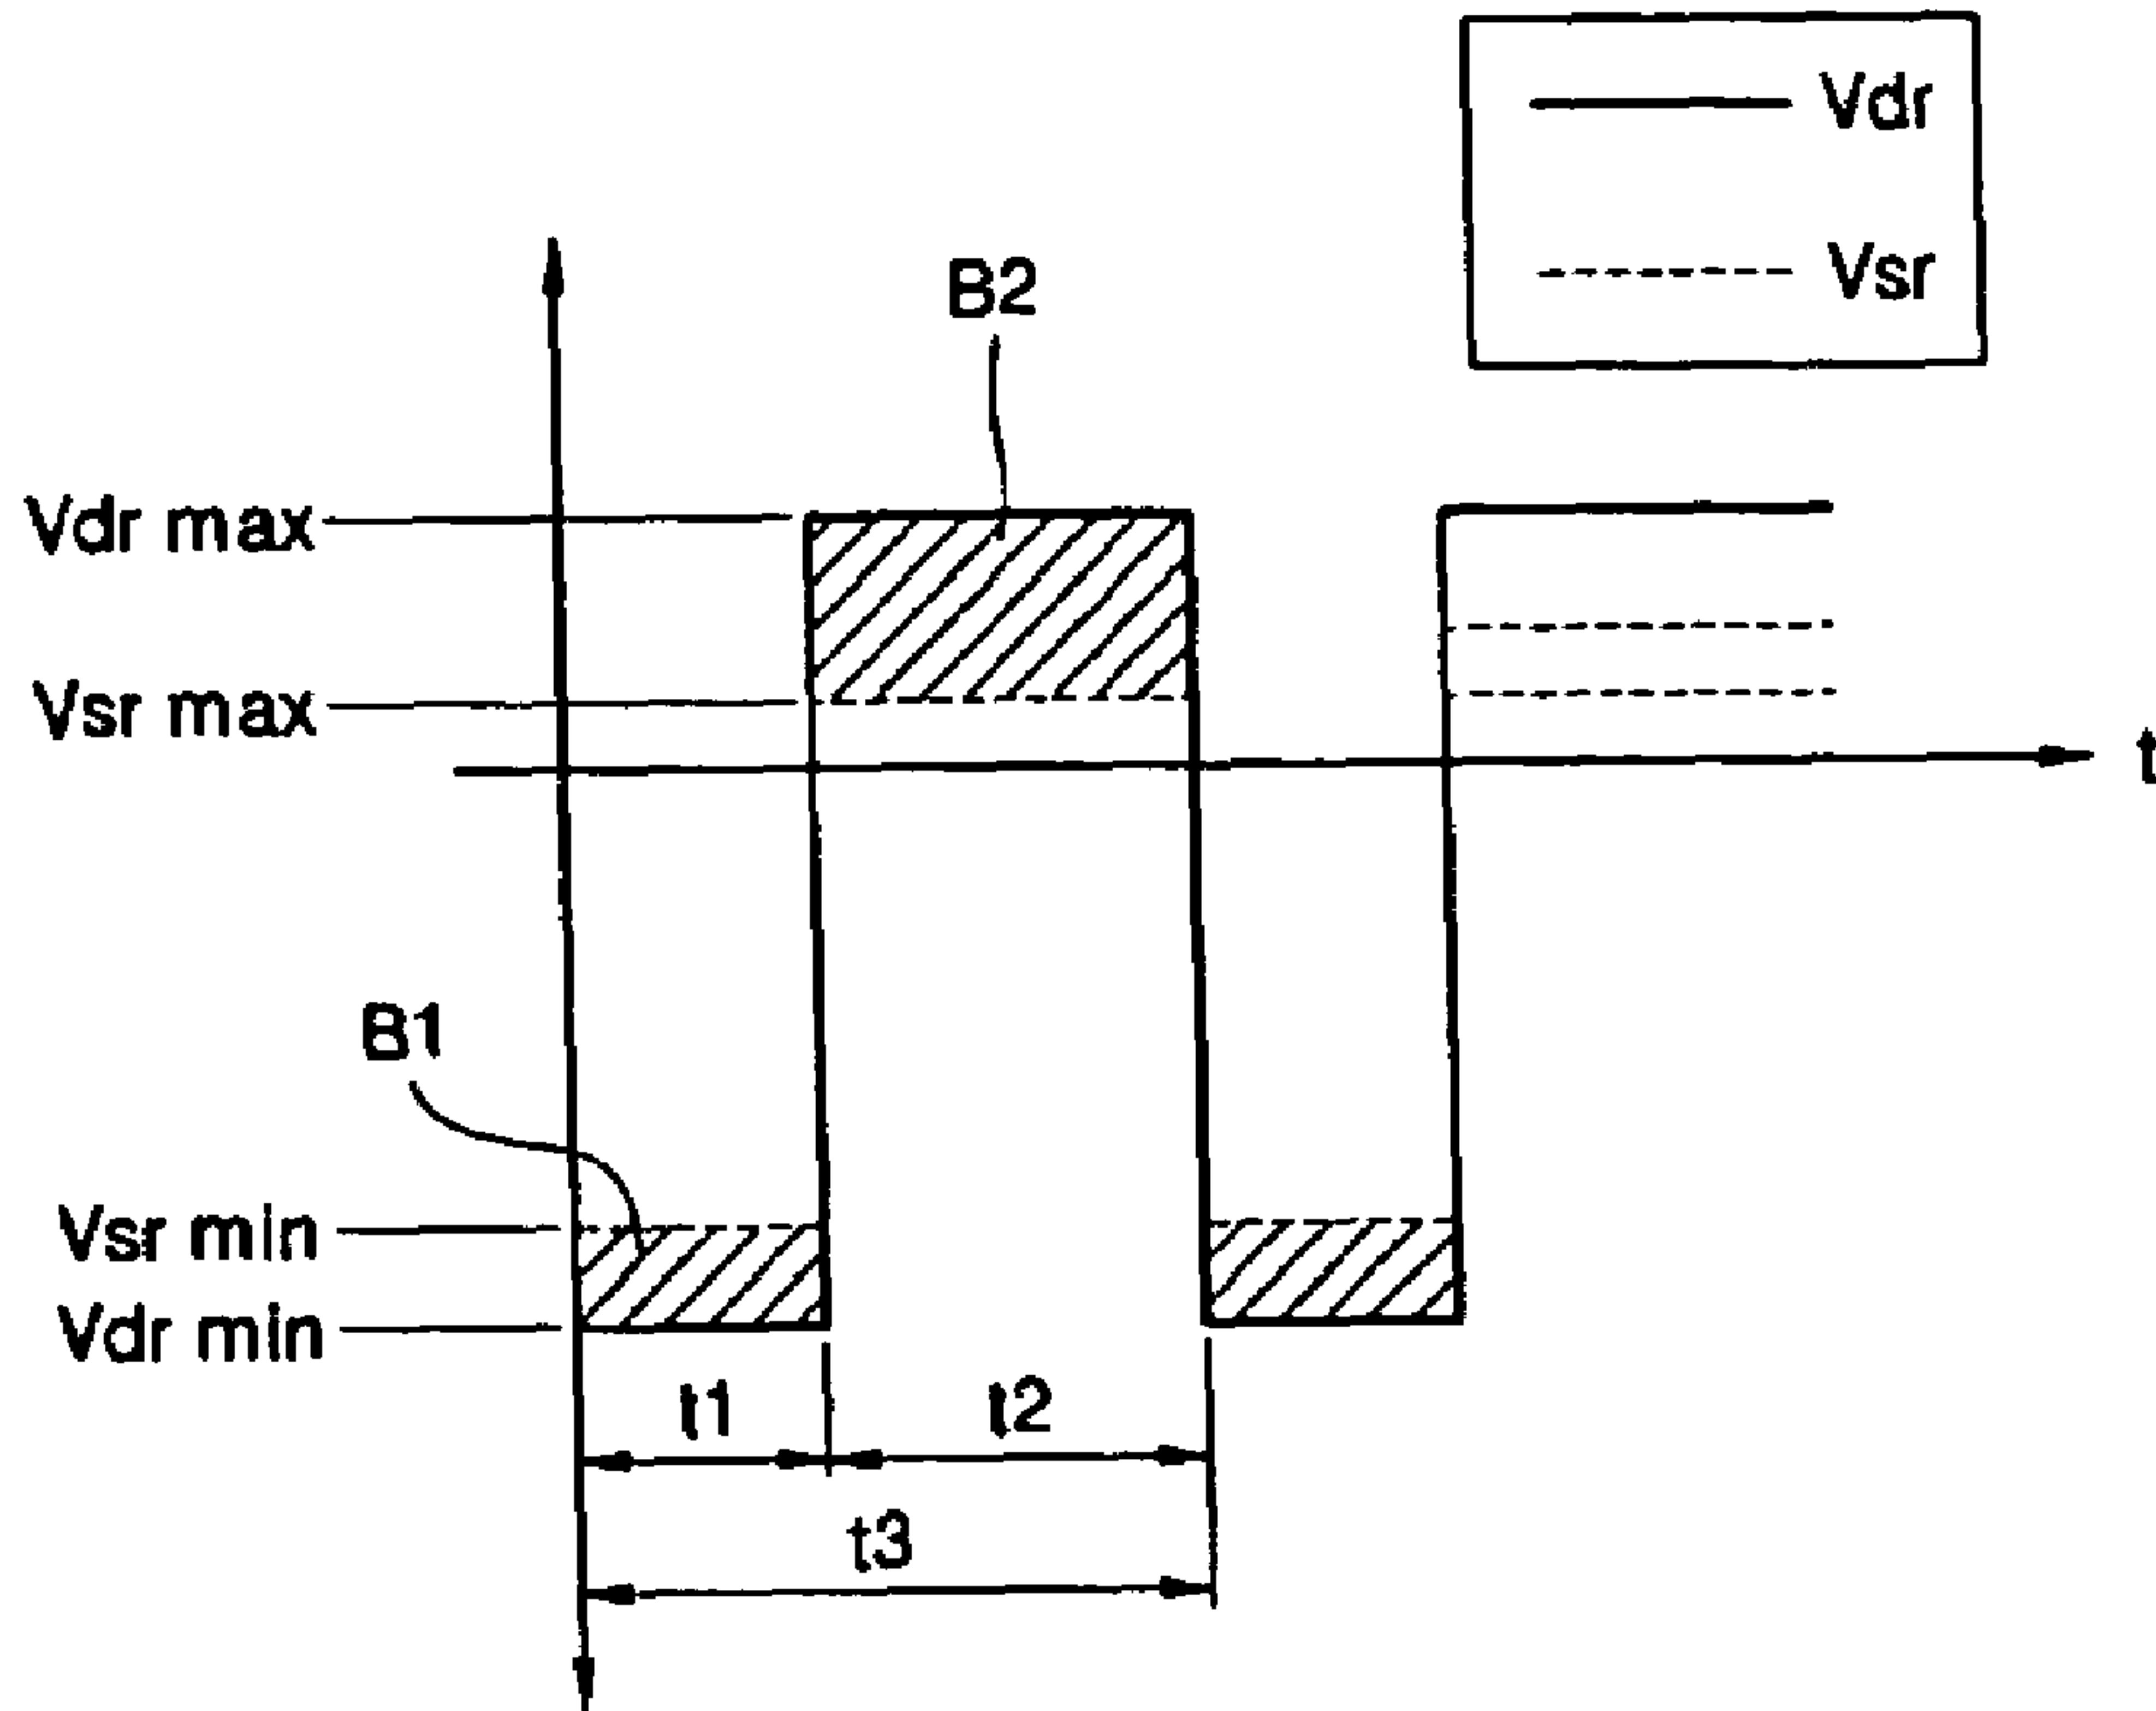 Vdr
Vsr
B2
Vdr max
Vsr max
t
B1
Vsr min
Vdr min
t1
t2
t3